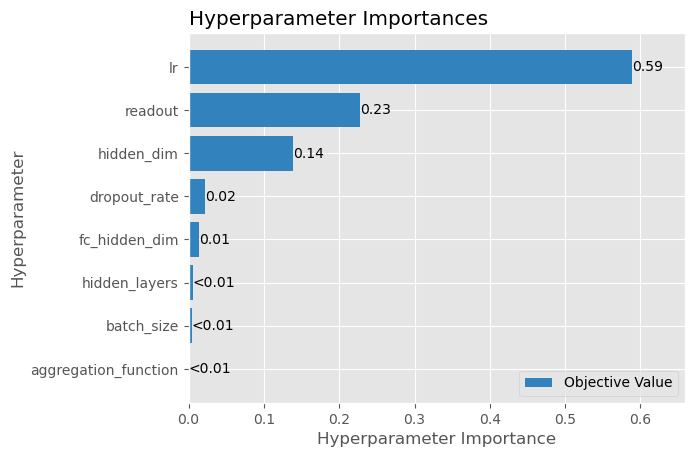 Hyperparameter Importances
Hyperparameter
lr
0.59
readout
0.23
hidden_dim
0.14
dropout_rate
0.02
fc_hidden_dim
0.01
hidden_layers
<0.01
batch_size
<0.01
aggregation_function
<0.01
Objective Value
0.0 0.1 0.2 0.3 0.4 0.5 0.6
Hyperparameter Importance